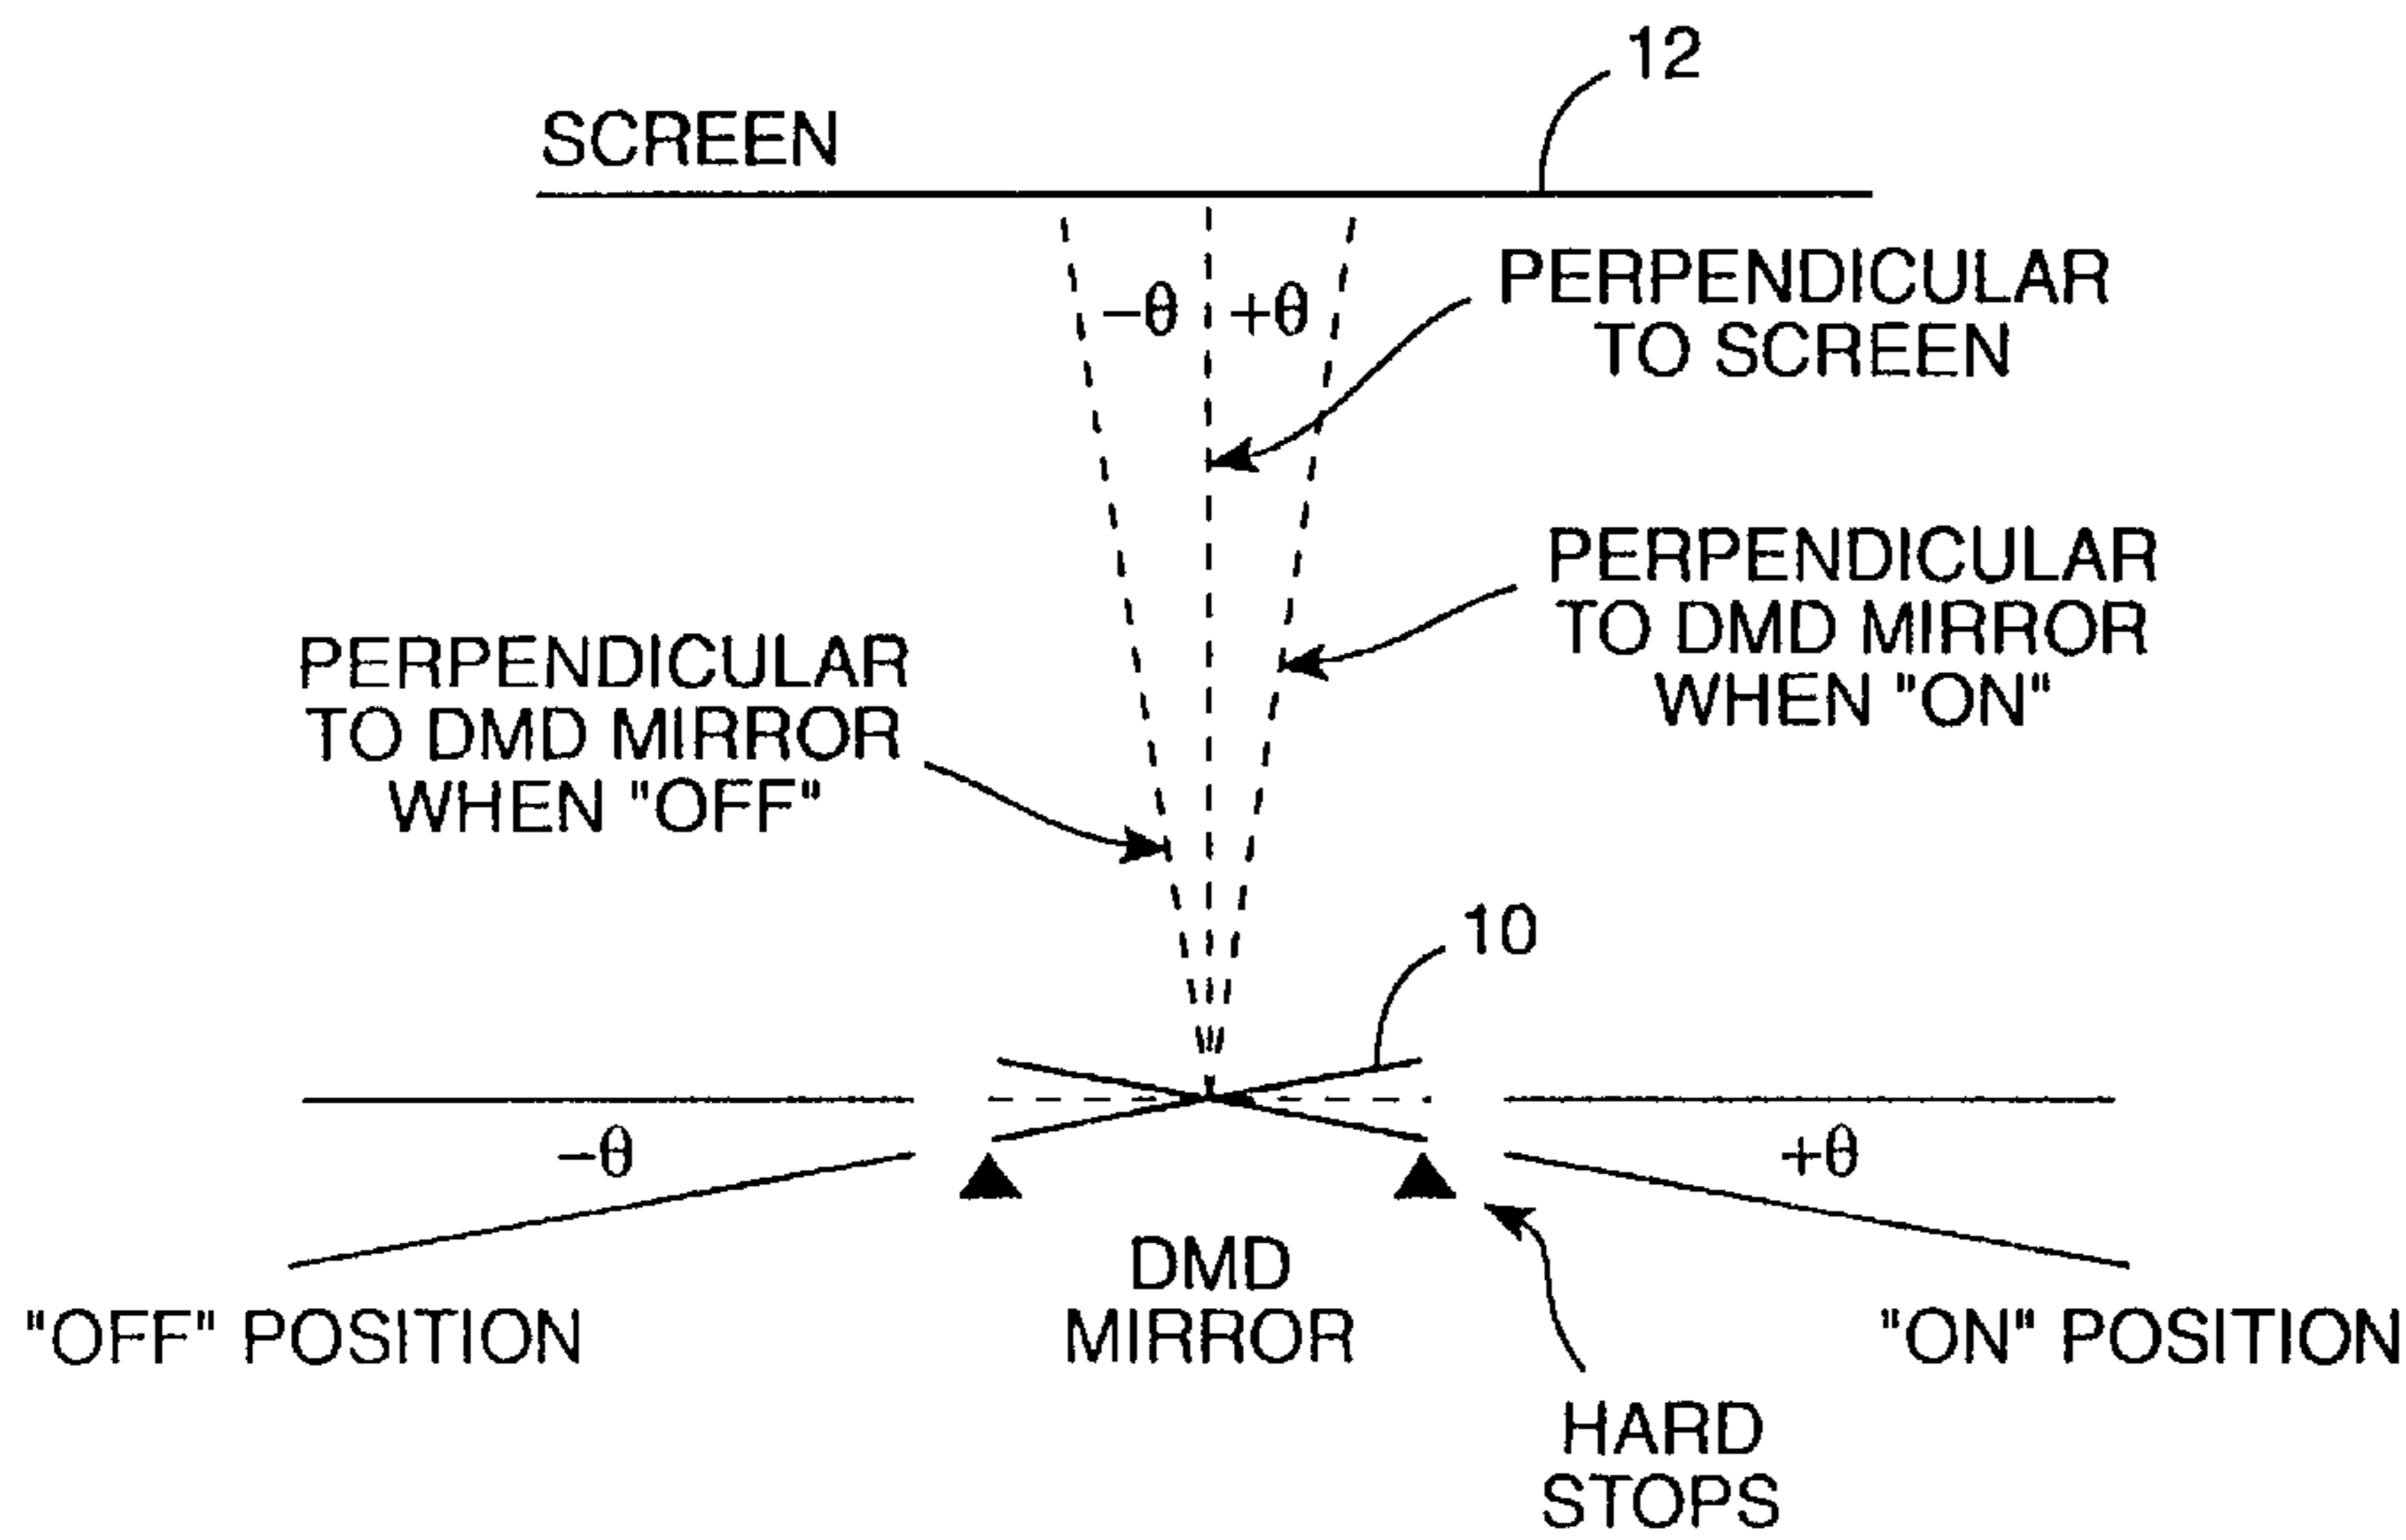 12
SCREEN
−θ
+θ
PERPENDICULAR
TO SCREEN
PERPENDICULAR
TO DMD MIRROR
WHEN "ON"
PERPENDICULAR
TO DMD MIRROR
WHEN "OFF"
10
−θ
+θ
"OFF" POSITION
DMD
MIRROR
"ON" POSITION
HARD
STOPS